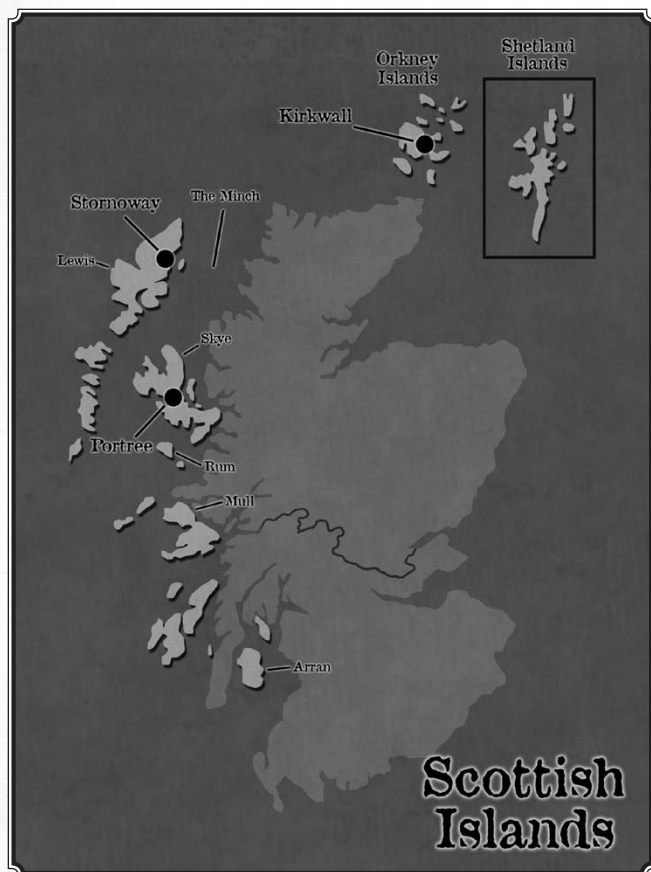 Orkney
Islands
Shetland
Islands
Kirkwall
The Minch
Stornoway
Lewis
Skye
Portree
Rum
Mull
Arran
Scottish
Islands